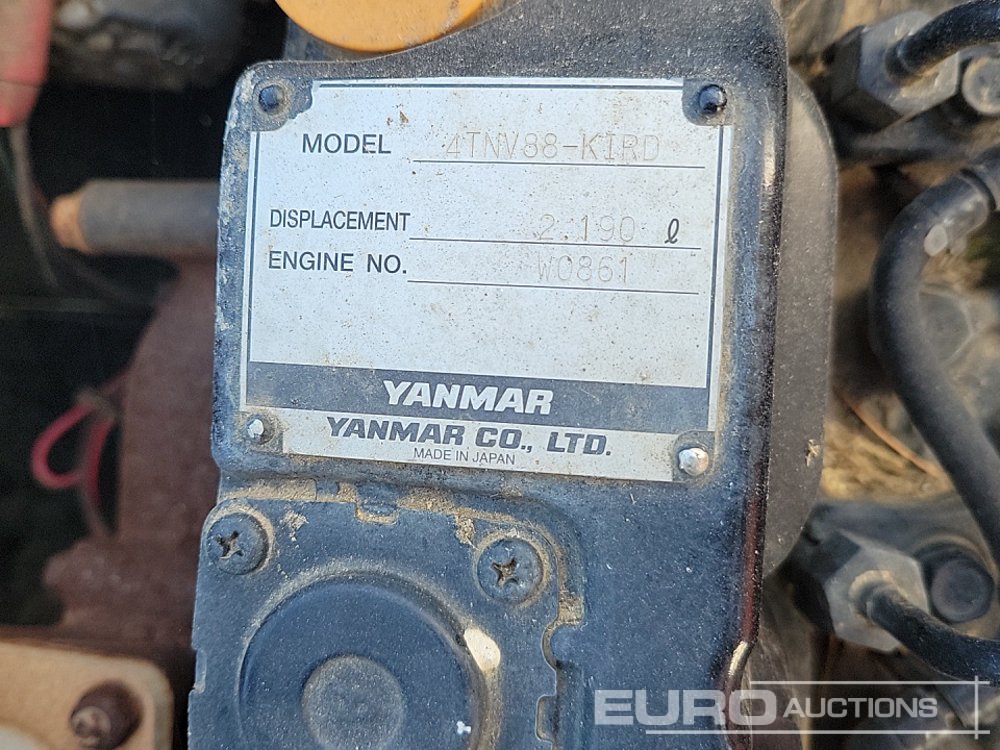 MODEL 4TNV88-KIRD
DISPLACEMENT 2.190 ℓ
ENGINE NO. W0861
YANMAR
YANMAR CO., LTD.
MADE IN JAPAN
EURO AUCTIONS